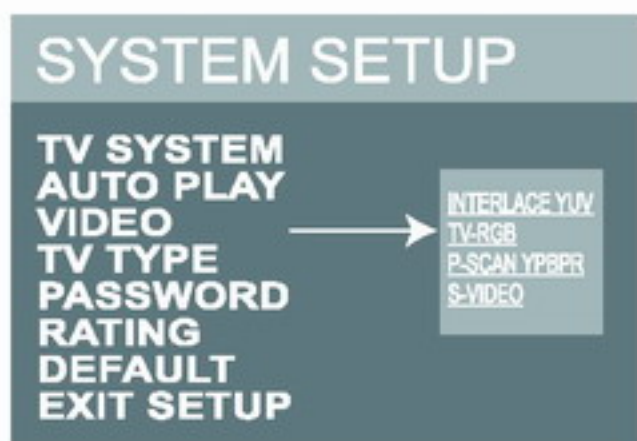 SYSTEM SETUP
TV SYSTEM
AUTO PLAY
VIDEO
TV TYPE
PASSWORD
RATING
DEFAULT
EXIT SETUP
INTERLACE YUV
TV-RGB
P-SCAN YPBPR
S-VIDEO